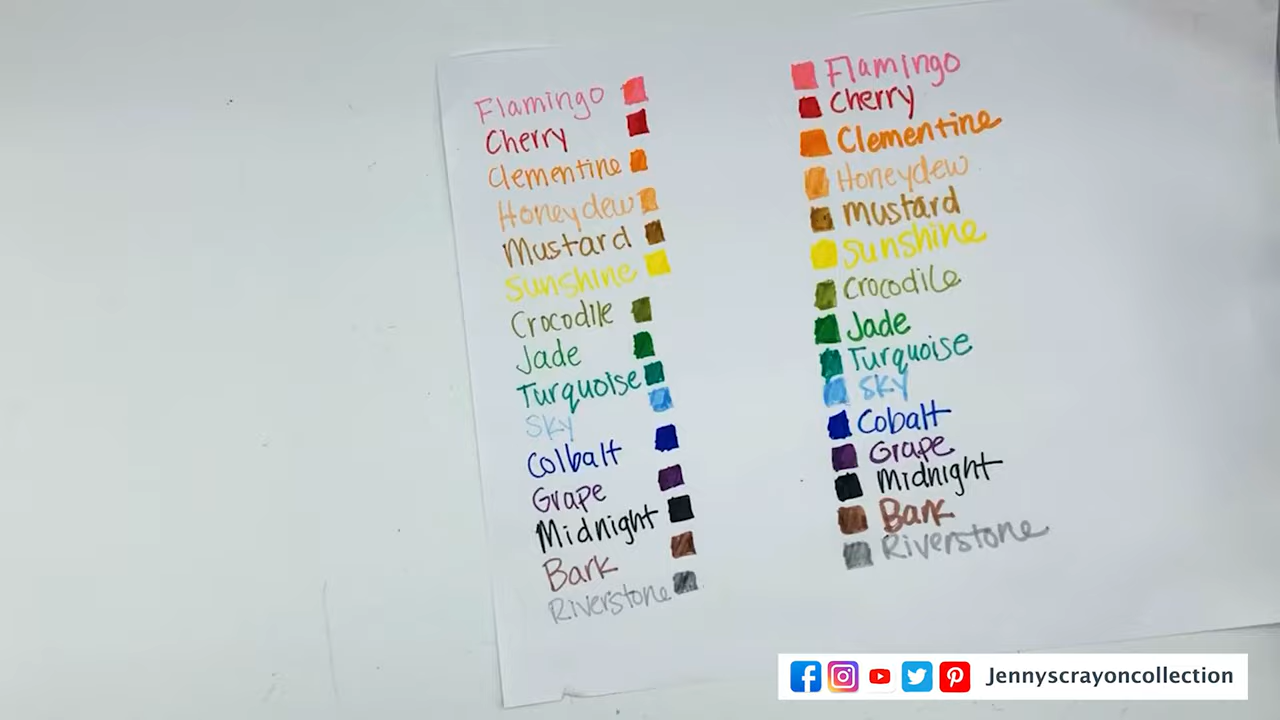 Flamingo
Cherry
Clementine
Honeydew
Mustard
Sunshine
Crocodile
Jade
Turquoise
Sky
Colbalt
Grape
Midnight
Bark
Riverstone
Flamingo
Cherry
Clementine
Honeydew
Mustard
Sunshine
Crocodile
Jade
Turquoise
Sky
Cobalt
Grape
Midnight
Bark
Riverstone
Jennyscrayoncollection